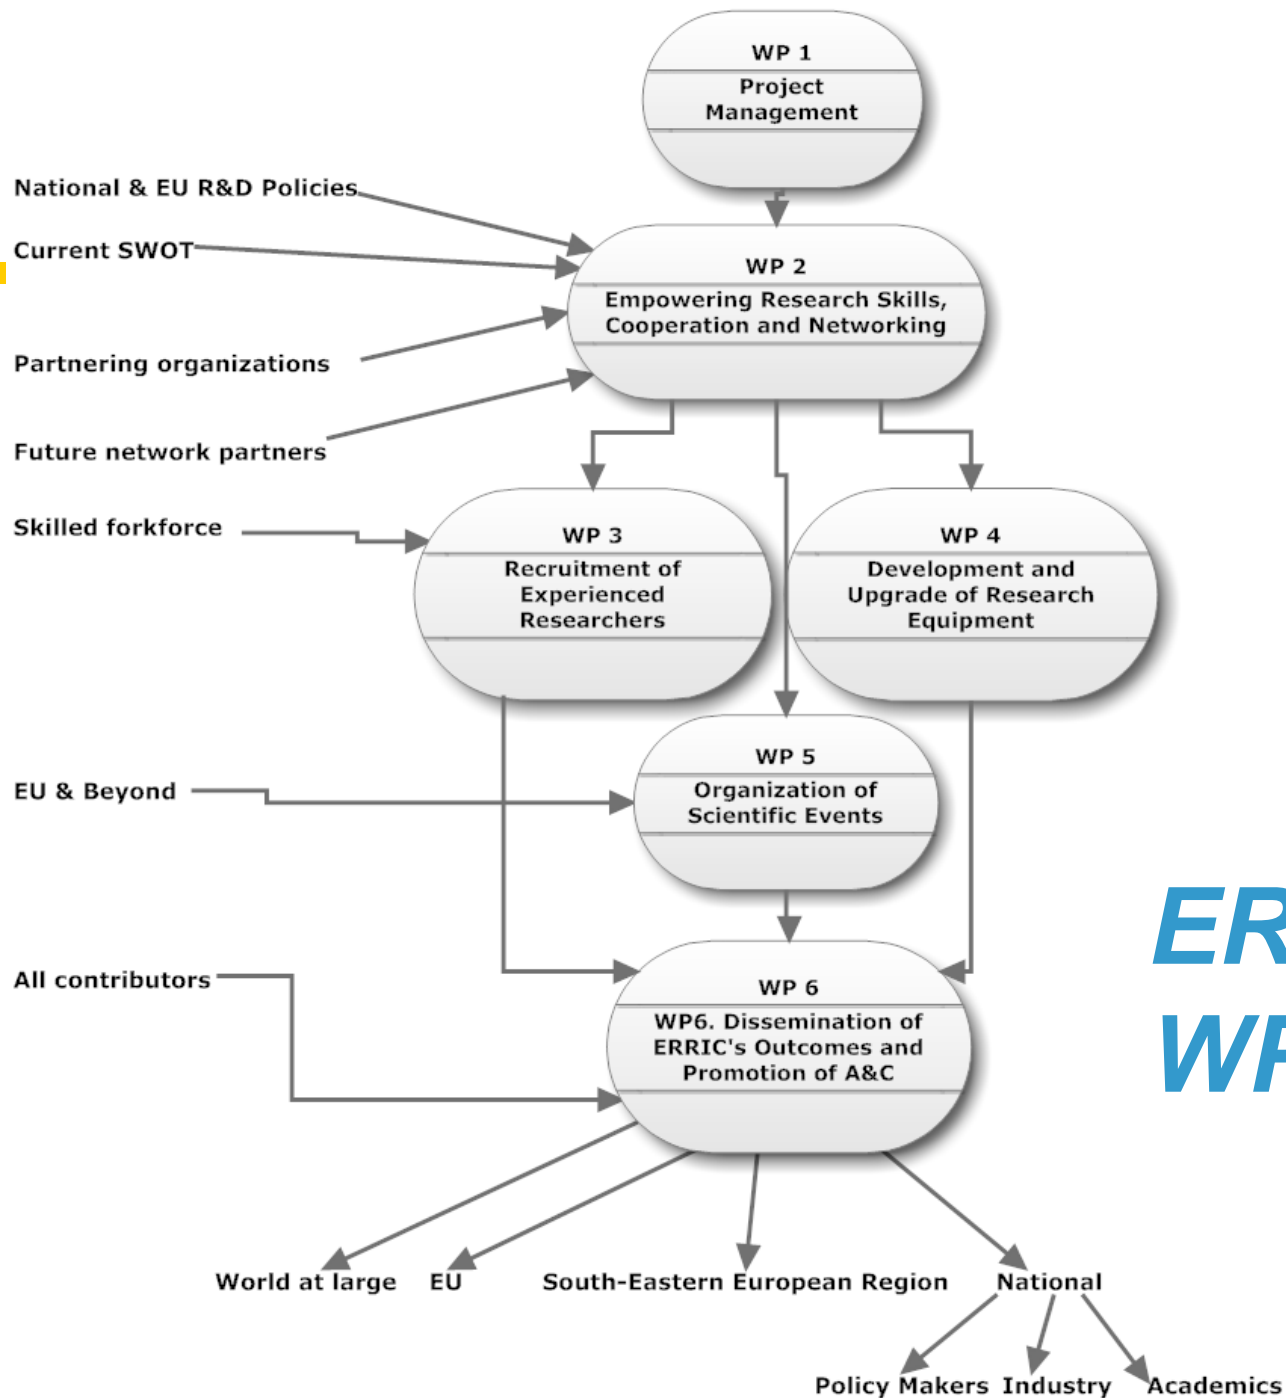 WP 1
Project
Management
National & EU R&D Policies
Current SWOT
WP 2
Empowering Research Skills,
Cooperation and Networking
Partnering organizations
Future network partners
Skilled forkforce
WP 3
Recruitment of
Experienced
Researchers
WP 4
Development and
Upgrade of Research
Equipment
WP 5
Organization of
Scientific Events
EU & Beyond
All contributors
WP 6
WP6. Dissemination of
ERRIC's Outcomes and
Promotion of A&C
ER
WP
World at large
EU
South-Eastern European Region
National
Policy Makers
Industry
Academics